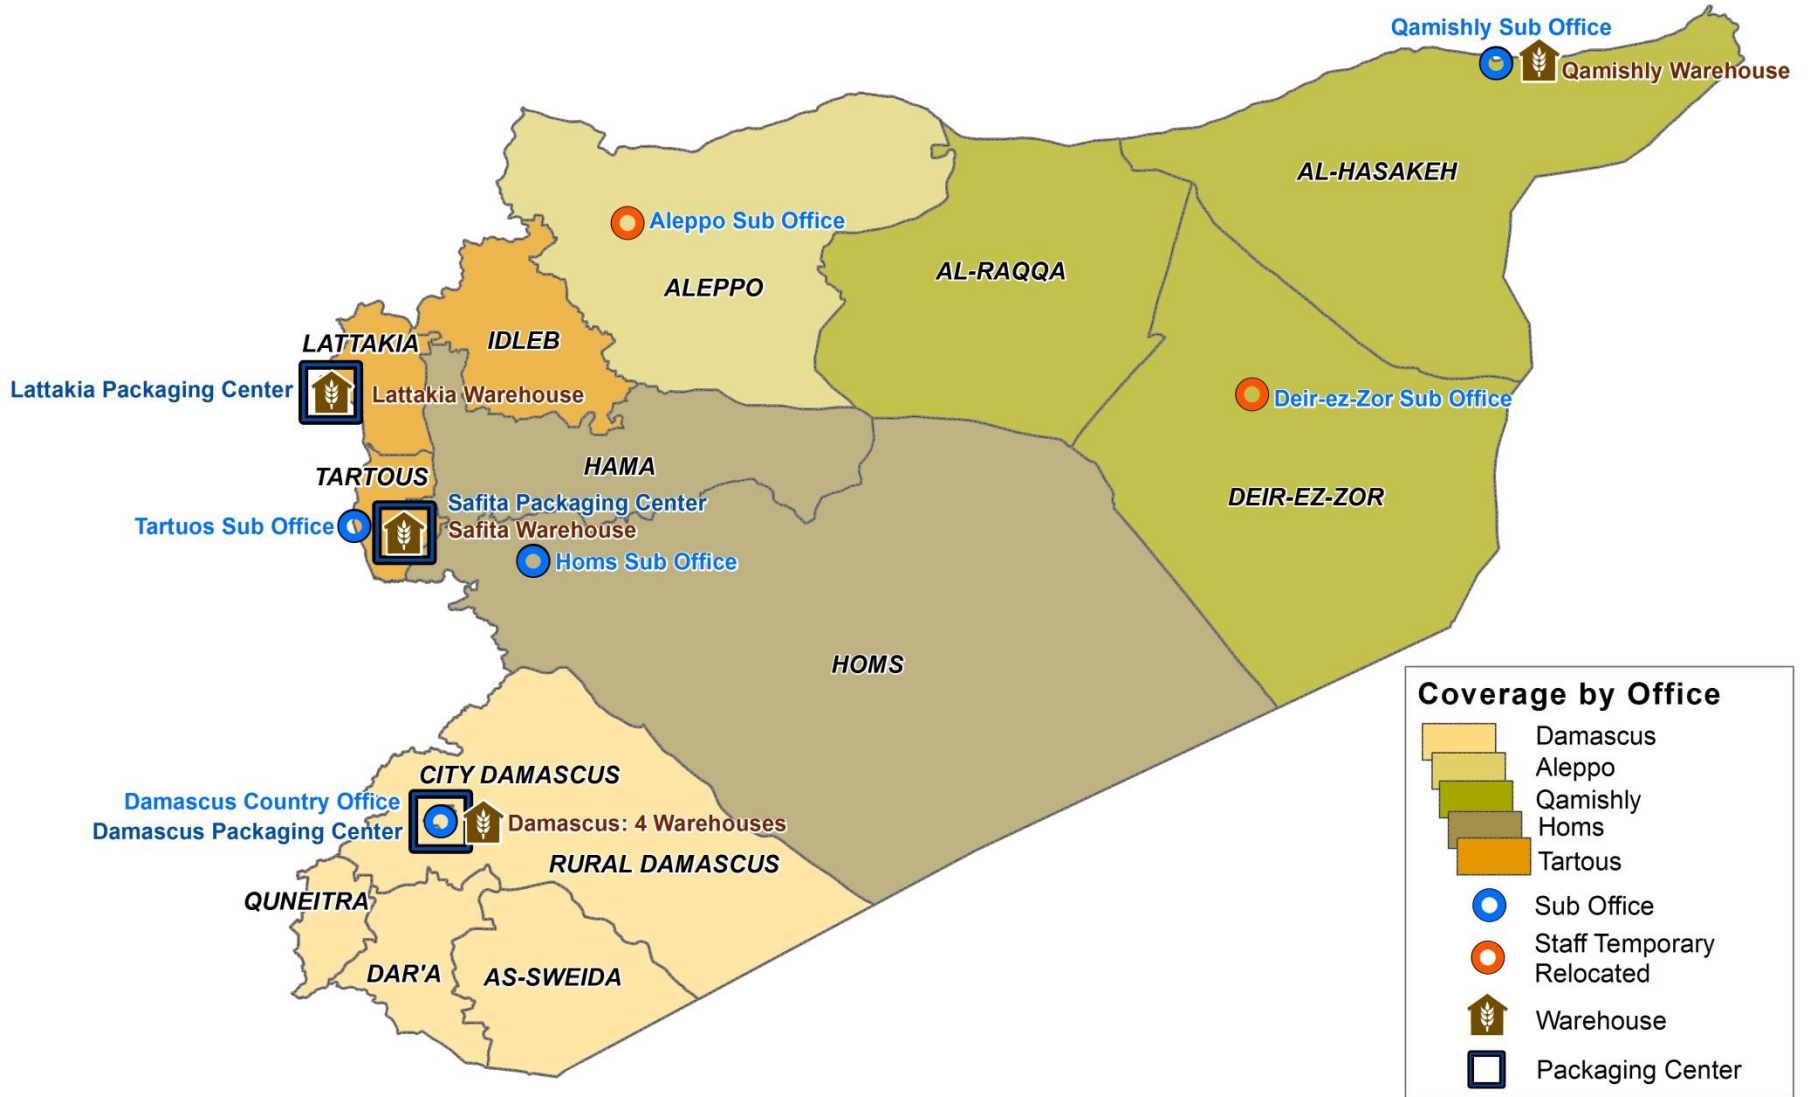 Qamishly Sub Office
Qamishly Warehouse
AL-HASAKEH
Aleppo Sub Office
AL-RAQQA
ALEPPO
LATTAKIA
IDLEB
Lattakia Packaging Center
Lattakia Warehouse
Deir-ez-Zor Sub Office
HAMA
TARTOUS
DEIR-EZ-ZOR
Safita Packaging Center
Tartuos Sub Office
Safita Warehouse
Homs Sub Office
HOMS
CITY DAMASCUS
Damascus Country Office
Damascus Packaging Center
Damascus: 4 Warehouses
RURAL DAMASCUS
QUNEITRA
DAR'A
AS-SWEIDA
Coverage by Office
Damascus
Aleppo
Qamishly
Homs
Tartous
Sub Office
Staff Temporary
Relocated
Warehouse
Packaging Center